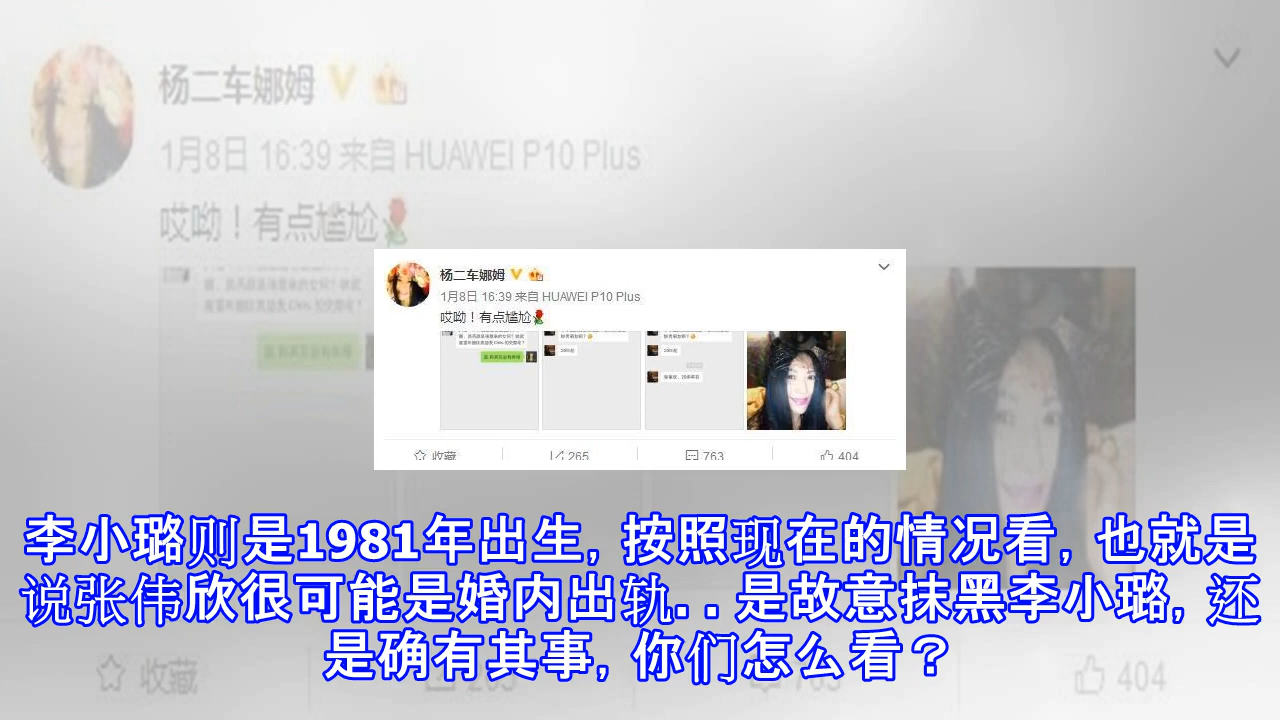 杨二车娜姆
1月8日 16:39 来自 HUAWEI P10 Plus
哎呦！有点尴尬🌹
杨二车娜姆
1月8日 16:39 来自 HUAWEI P10 Plus
哎呦！有点尴尬🌹
收藏
265
763
404
李小璐则是1981年出生, 按照现在的情况看, 也就是
说张伟欣很可能是婚内出轨. . 是故意抹黑李小璐, 还
是确有其事, 你们怎么看？
收藏
265
763
404